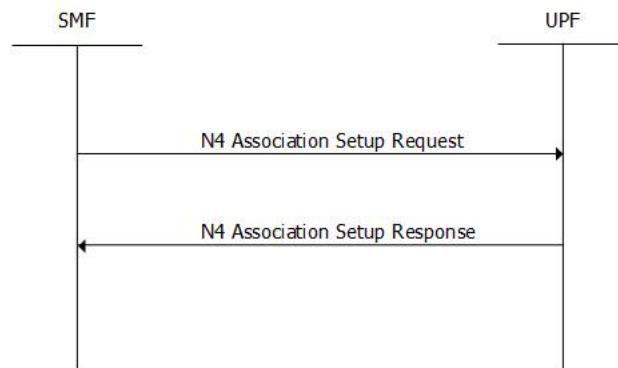 SMF
UPF
N4 Association Setup Request
N4 Association Setup Response